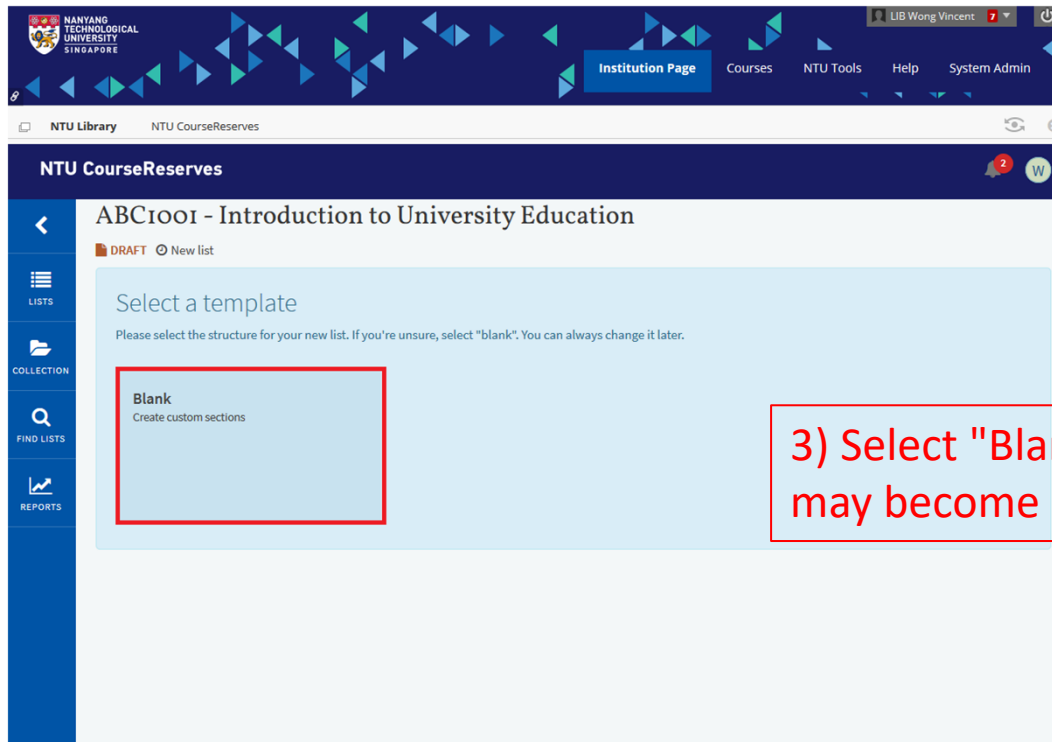 NANYANG
TECHNOLOGICAL
UNIVERSITY
SINGAPORE
LIB Wong Vincent 7
Institution Page Courses NTU Tools Help System Admin
NTU Library NTU CourseReserves
NTU CourseReserves 2 W
ABC1001 - Introduction to University Education
DRAFT New list
LISTS
COLLECTION
FIND LISTS
REPORTS
Select a template
Please select the structure for your new list. If you're unsure, select "blank". You can always change it later.
Blank
Create custom sections
3) Select "Bla
may become